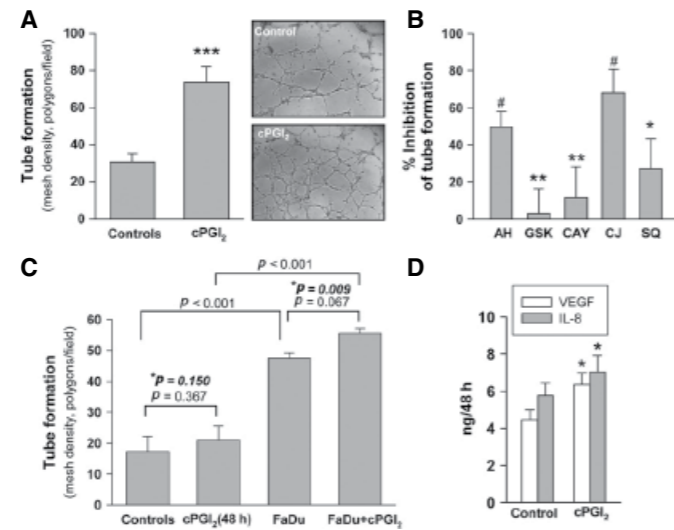 A
Tube formation
(mesh density, polygons/field)
100
80
60
40
20
0
***
Controls
cPGI2
Control
cPGI2
B
% Inhibition
of tube formation
100
80
60
40
20
0
#
**
**
#
*
AH
GSK
CAY
CJ
SQ
C
Tube formation
(mesh density, polygons/field)
60
50
40
30
20
10
0
p < 0.001
p < 0.001
*p = 0.009
p = 0.067
*p = 0.150
p = 0.367
Controls
cPGI2(48 h)
FaDu
FaDu+cPGI2
D
VEGF
IL-8
ng/48 h
10
8
6
4
2
0
*
*
Control
cPGI2